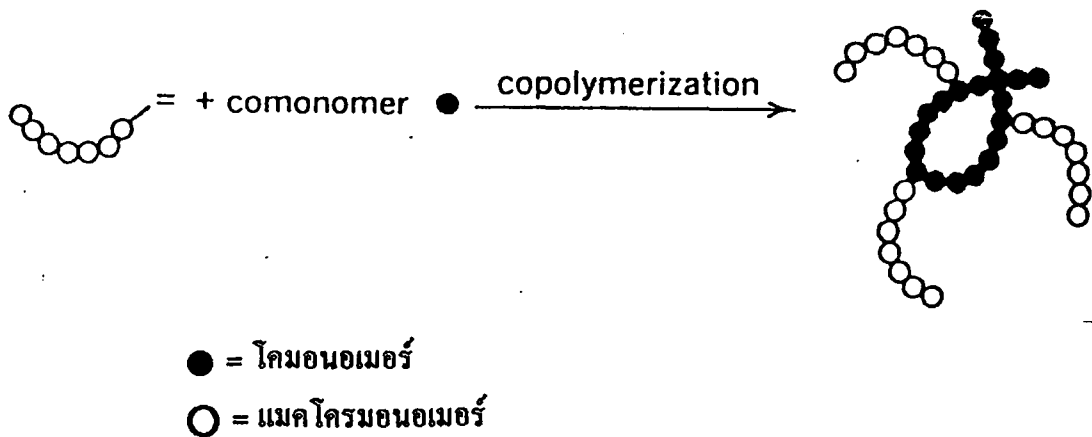 copolymerization
= + comonomer
= โคมอนอเมอร์
= แมคโครมอนอเมอร์